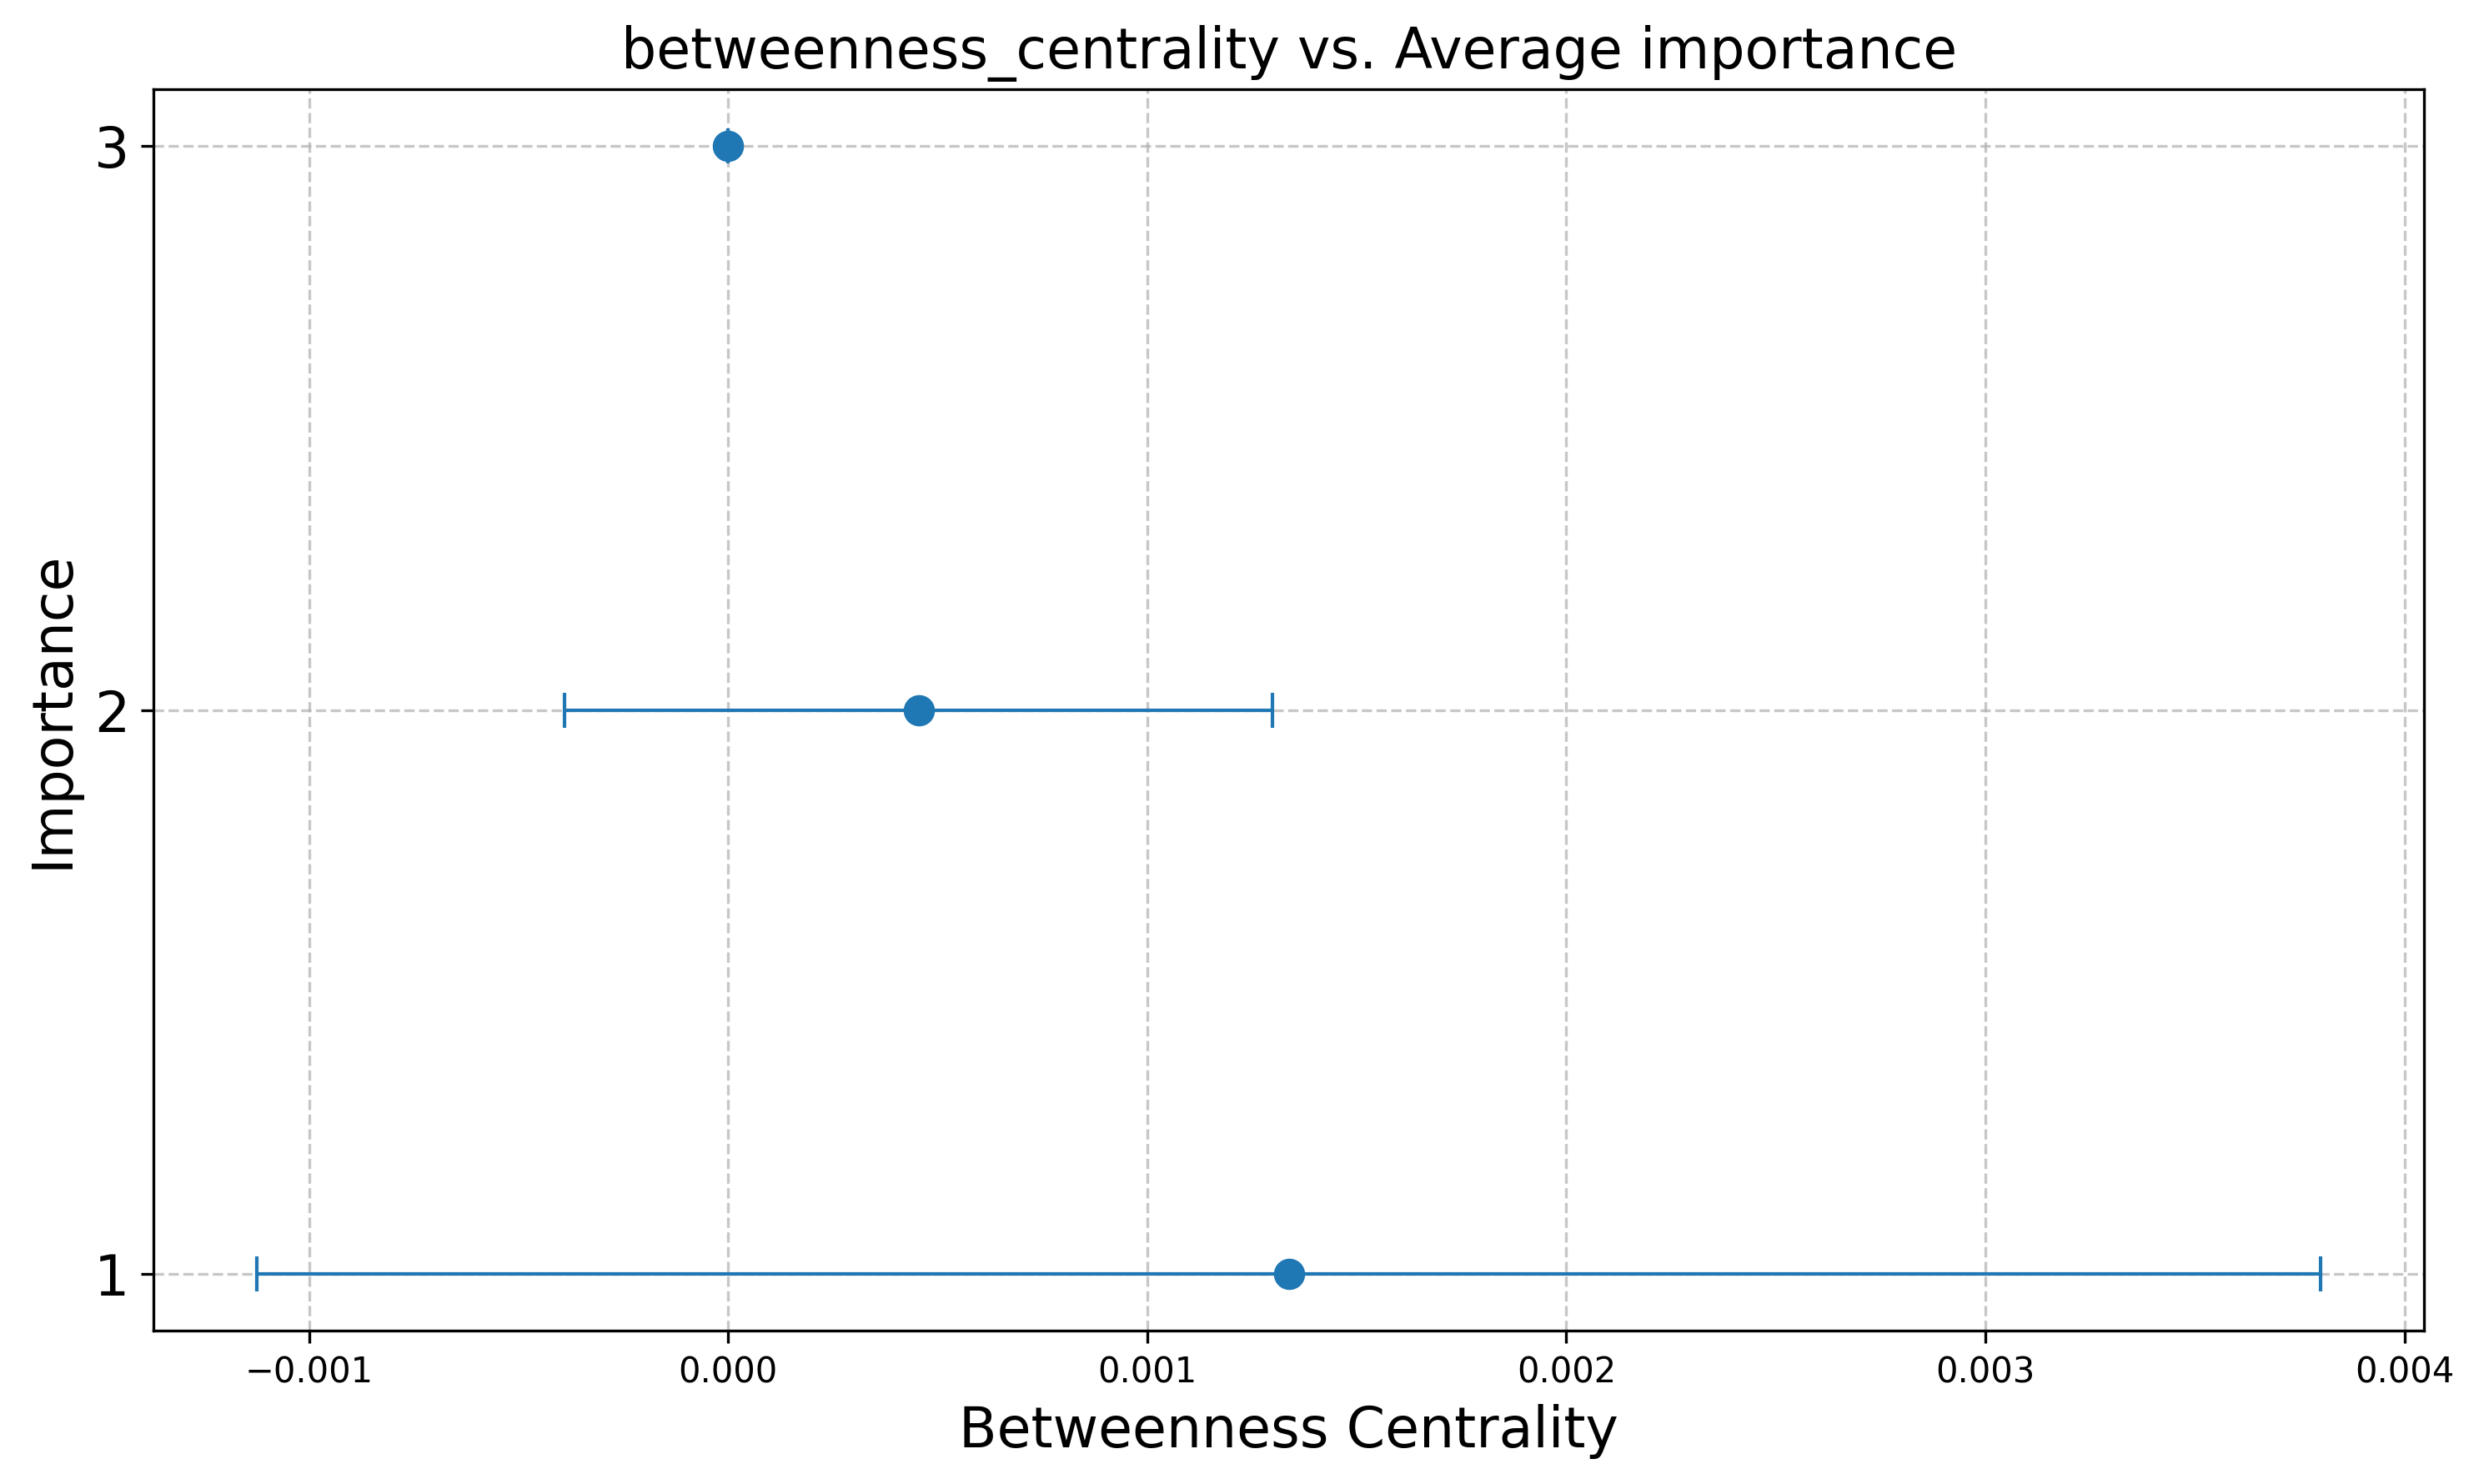 betweenness_centrality vs. Average importance
3
2
1
Importance
−0.001 0.000 0.001 0.002 0.003 0.004
Betweenness Centrality